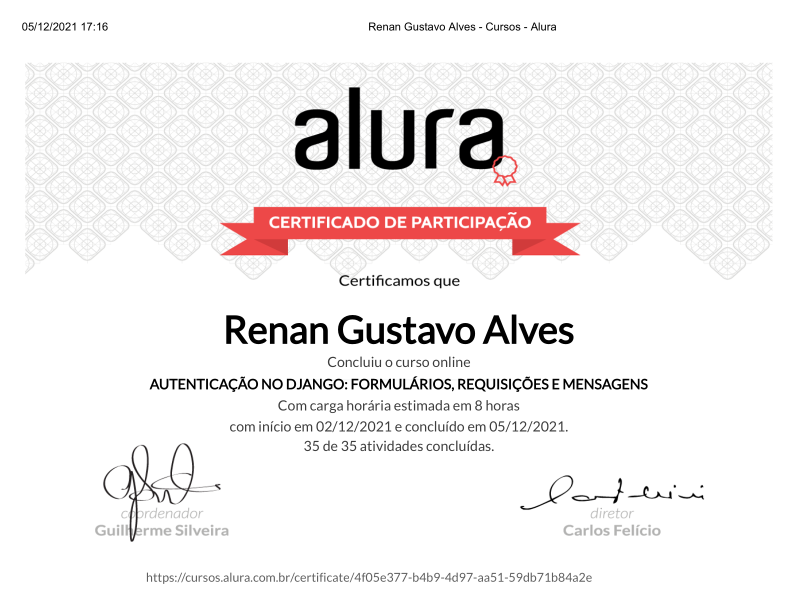 05/12/2021 17:16
Renan Gustavo Alves - Cursos - Alura
alura
CERTIFICADO DE PARTICIPAÇÃO
Certificamos que
Renan Gustavo Alves
Concluiu o curso online
AUTENTICAÇÃO NO DJANGO: FORMULÁRIOS, REQUISIÇÕES E MENSAGENS
Com carga horária estimada em 8 horas
com início em 02/12/2021 e concluído em 05/12/2021.
35 de 35 atividades concluídas.
coordenador
Guilherme Silveira
diretor
Carlos Felício
https://cursos.alura.com.br/certificate/4f05e377-b4b9-4d97-aa51-59db71b84a2e